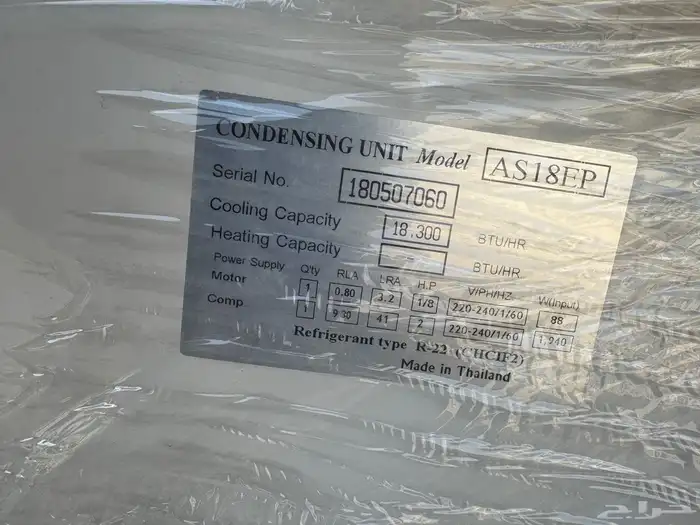 CONDENSING UNIT Model AS18EP
Serial No. 180507060
Cooling Capacity 18.300 BTU/HR
Heating Capacity BTU/HR.
Power Supply Q'ty RLA LRA H.P V/PH/HZ W(Input)
Motor 1 0.80 3.2 1/8 220-240/1/60 88
Comp. 1 9.30 41 2 220-240/1/60 1,940
Refrigerant type R-22 (CHCIF2)
Made in Thailand
حراج